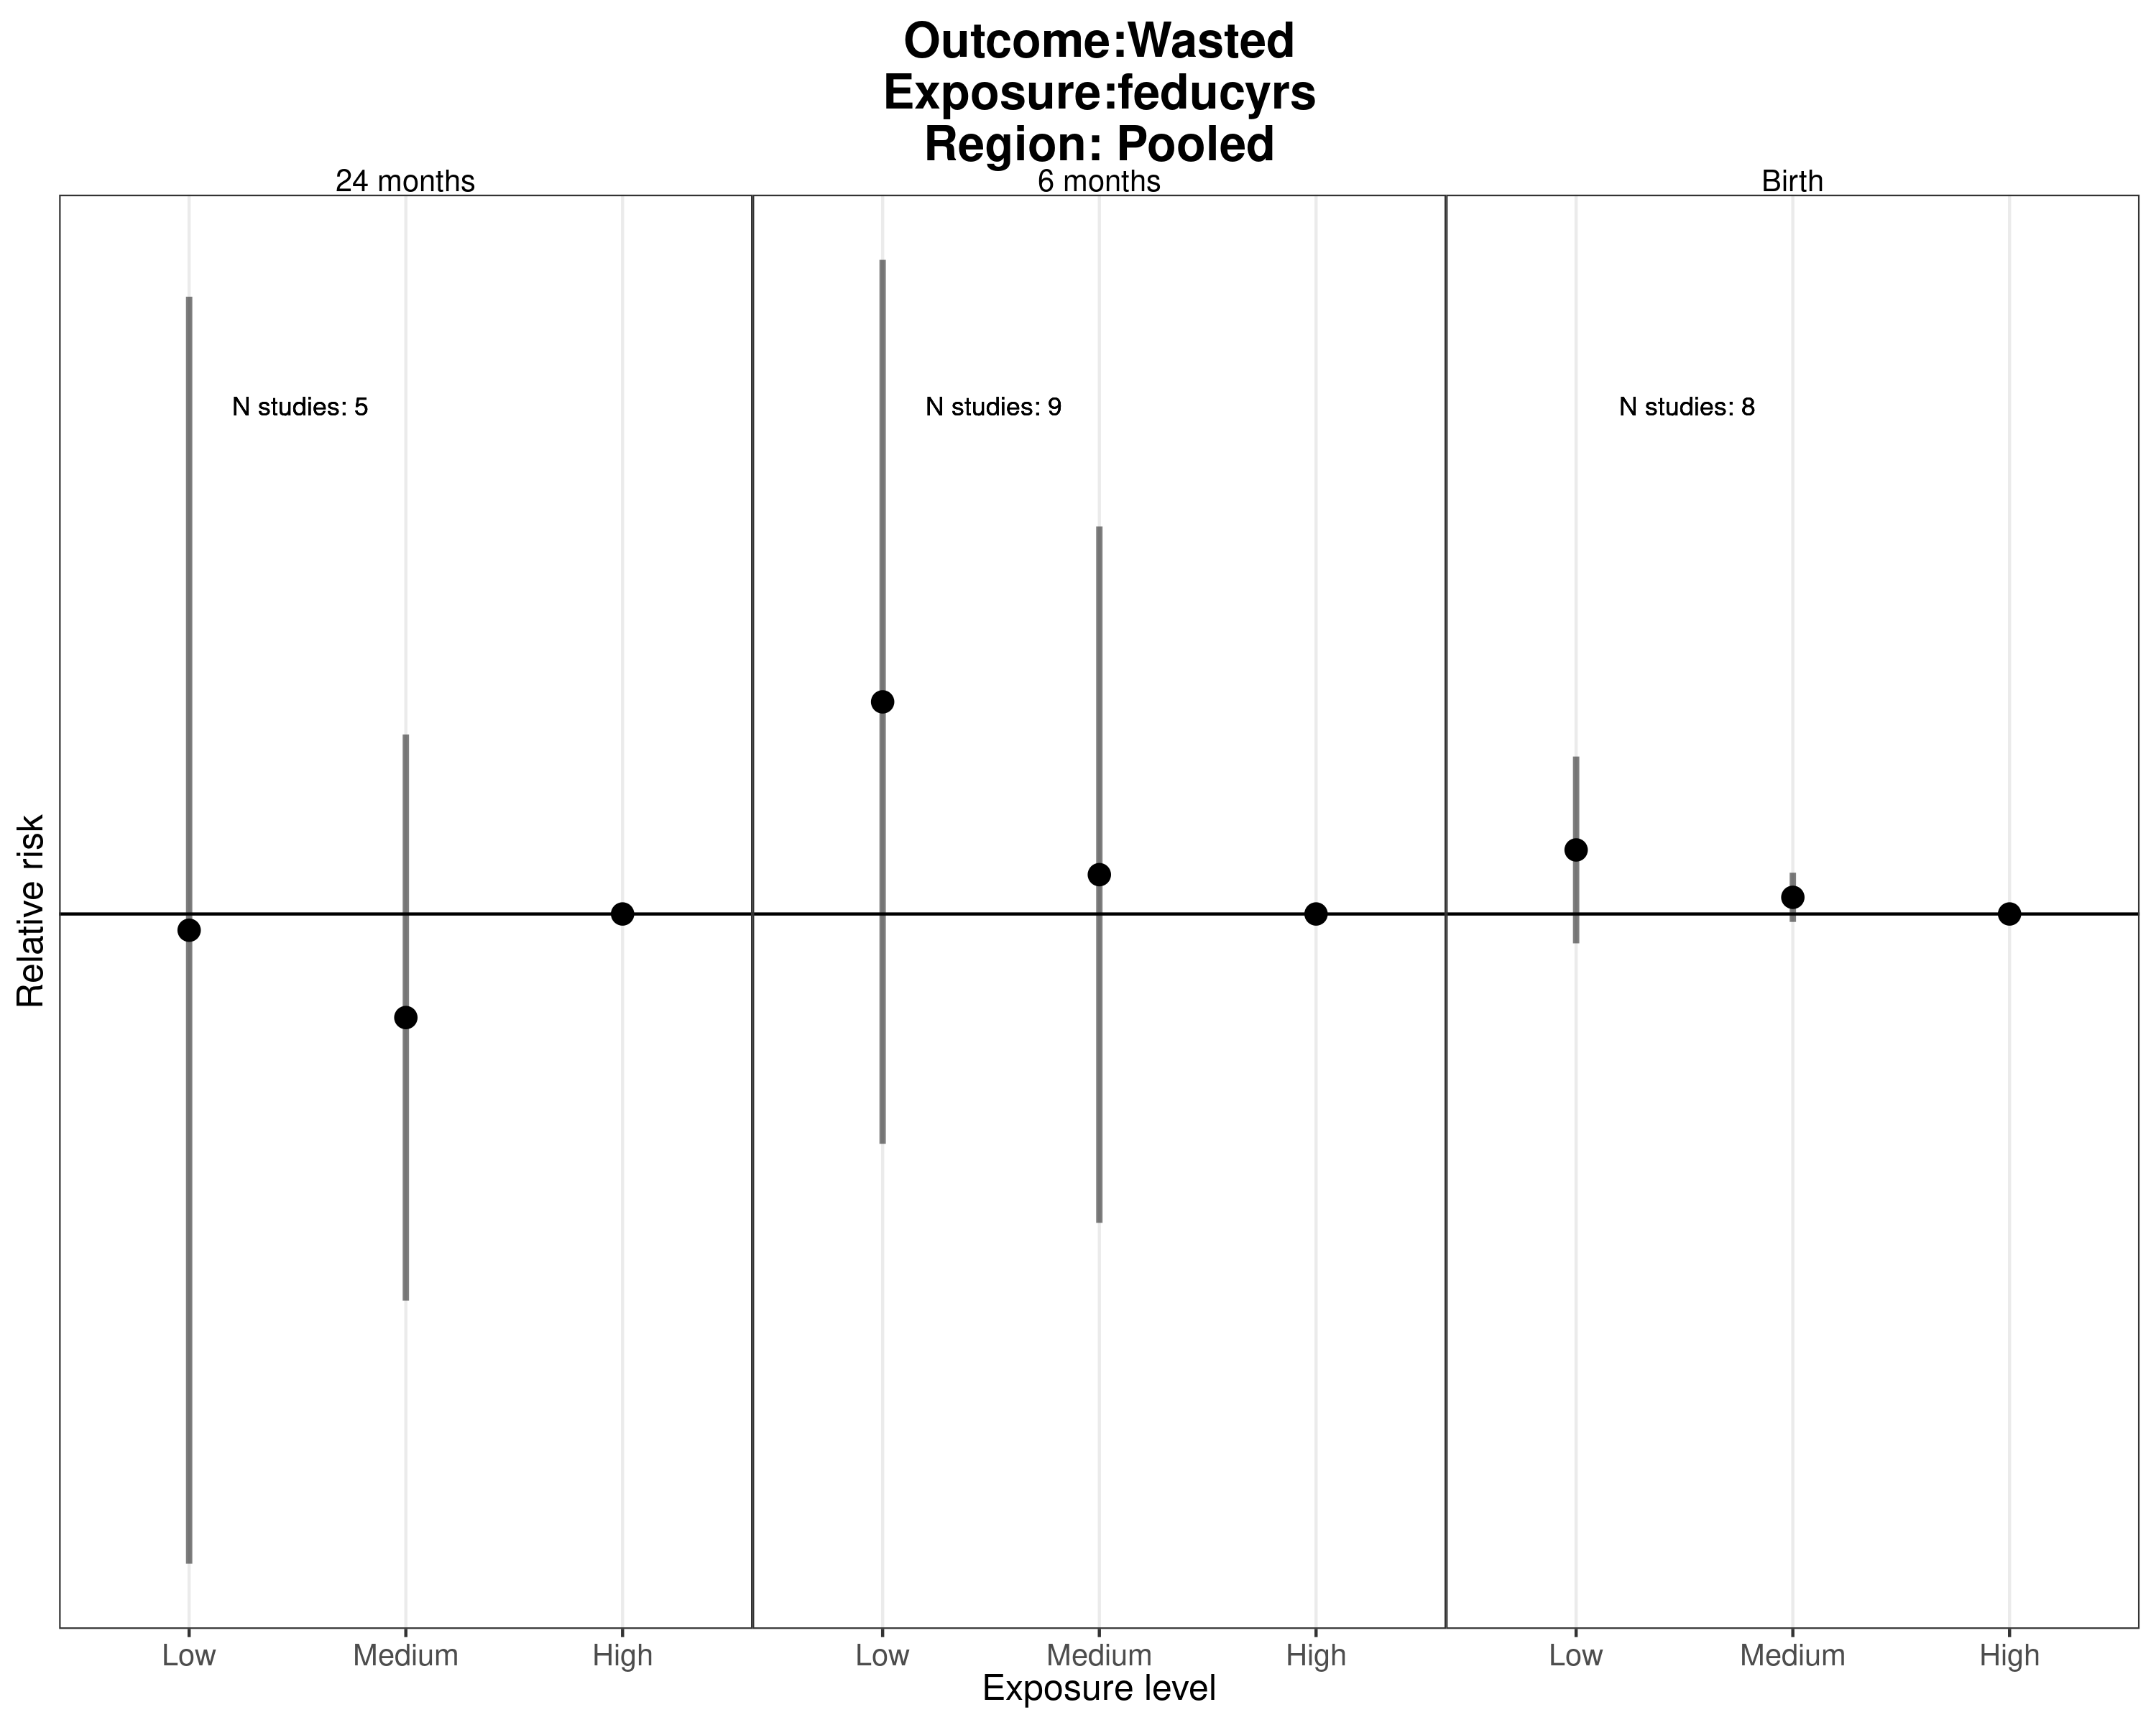 Outcome:Wasted
Exposure:feducyrs
Region: Pooled
24 months
6 months
Birth
N studies: 5
N studies: 9
N studies: 8
Relative risk
Low
Medium
High
Low
Medium
High
Low
Medium
High
Exposure level